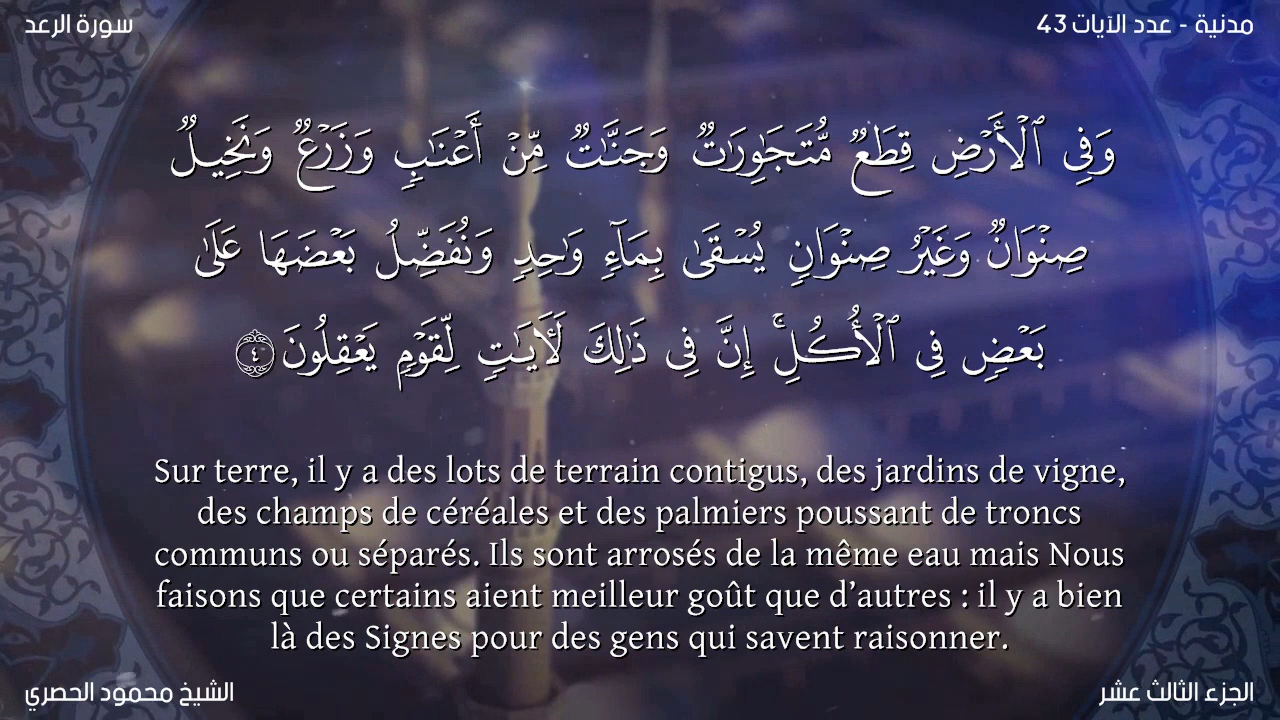 سورة الرعد
مدنية - عدد الآيات 43
وَفِي ٱلْأَرْضِ قِطَعٌ مُّتَجَٰوِرَٰتٌ وَجَنَّٰتٌ مِّنْ أَعْنَٰبٍ وَزَرْعٌ وَنَخِيلٌ
صِنْوَانٌ وَغَيْرُ صِنْوَانٍ يُسْقَىٰ بِمَآءٍ وَٰحِدٍ وَنُفَضِّلُ بَعْضَهَا عَلَىٰ
بَعْضٍ فِي ٱلْأُكُلِ ۚ إِنَّ فِي ذَٰلِكَ لَءَايَٰتٍ لِّقَوْمٍ يَعْقِلُونَ ٤
Sur terre, il y a des lots de terrain contigus, des jardins de vigne,
des champs de céréales et des palmiers poussant de troncs
communs ou séparés. Ils sont arrosés de la même eau mais Nous
faisons que certains aient meilleur goût que d’autres : il y a bien
là des Signes pour des gens qui savent raisonner.
الشيخ محمود الحصري
الجزء الثالث عشر